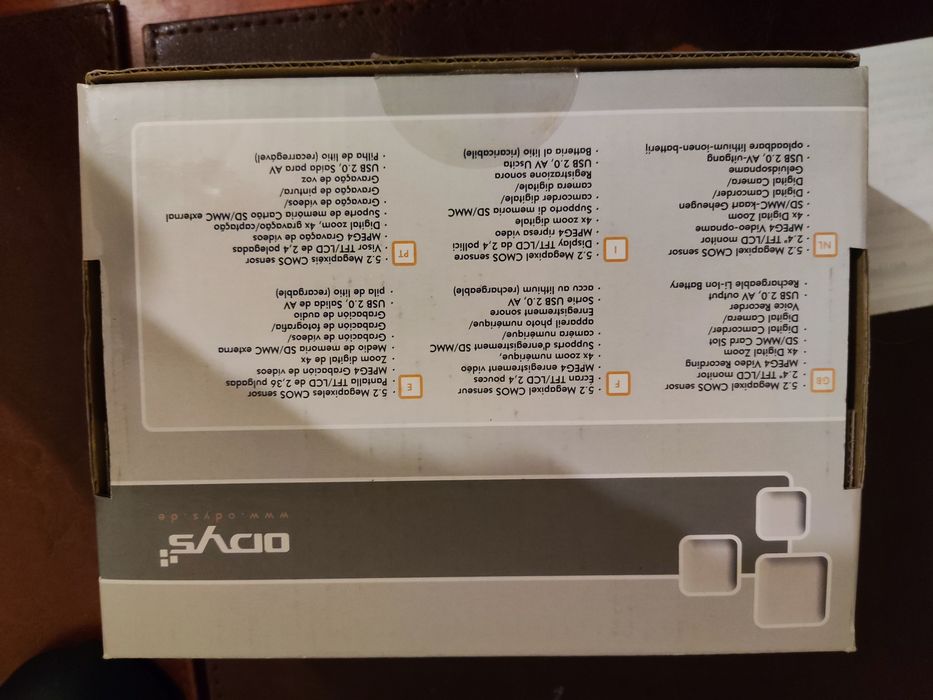 ODYS
www.odys.de
GB
· 5.2 Megapixel CMOS sensor
· 2.4" TFT/LCD monitor
· MPEG4 Video Recording
· 4x Digital Zoom
· SD/MMC Card Slot
· Digital Camcorder/
Digital Camera/
Voice Recorder
· USB 2.0, AV output
· Rechargeable Ion-Lion Battery
F
· 5.2 Megapixel CMOS senseur
· Écran TFT/LCD 2,4 pouces
· MPEG4 enregistrement vidéo
· 4x zoom numérique,
· Supports denregistrement SD/MMC
· caméra numérique/
appareil photo numérique/
Enregistrement sonore
· Sortie USB 2.0, AV
· accu au lithium (rechargeable)
E
· 5.2 Megapixeles CMOS sensor
· Pantalla TFT/LCD de 2,36 pulgadas
· MPEG4 Grabación de vídeos
· Zoom digital de 4x
· Medio de memoria SD/MMC externa
· Grabación de vídeos/
Grabación de fotografía/
Grabación de audio
· USB 2.0, Salida de AV
· pila de litio (recargable)
NL
· 5.2 Megapixel CMOS sensor
· 2.4" TFT/LCD monitor
· MPEG4 Video-opname
· 4x Digital Zoom
· SD/MMC-kaart Geheugen
· Digital Camcorder/
Digital Camera/
Geluidsopname
· USB 2.0, AV-uitgang
· oplaadbare lithium-ionen-batterij
I
· 5.2 Megapixel CMOS sensore
· Display TFT/LCD da 2,4 pollici
· MPEG4 ripresa video
· 4x zoom digitale
· Supporto di memoria SD/MMC
· camcorder digitale/
camera digitale/
Registrazione sonora
· USB 2.0, AV Uscita
· Batteria al litio (ricaricabile)
PT
· 5.2 Megapixéis CMOS sensor
· Visor TFT/LCD de 2,4 polegadas
· MPEG4 Gravação de vídeos
· Digital zoom, 4x gravação/captação
· Suporte de memória Cartão SD/MMC external
· Gravação de vídeos/
Gravação de pintura/
Gravação de voz
· USB 2.0 Saída para AV
· Pilha de lítio (recarregável)